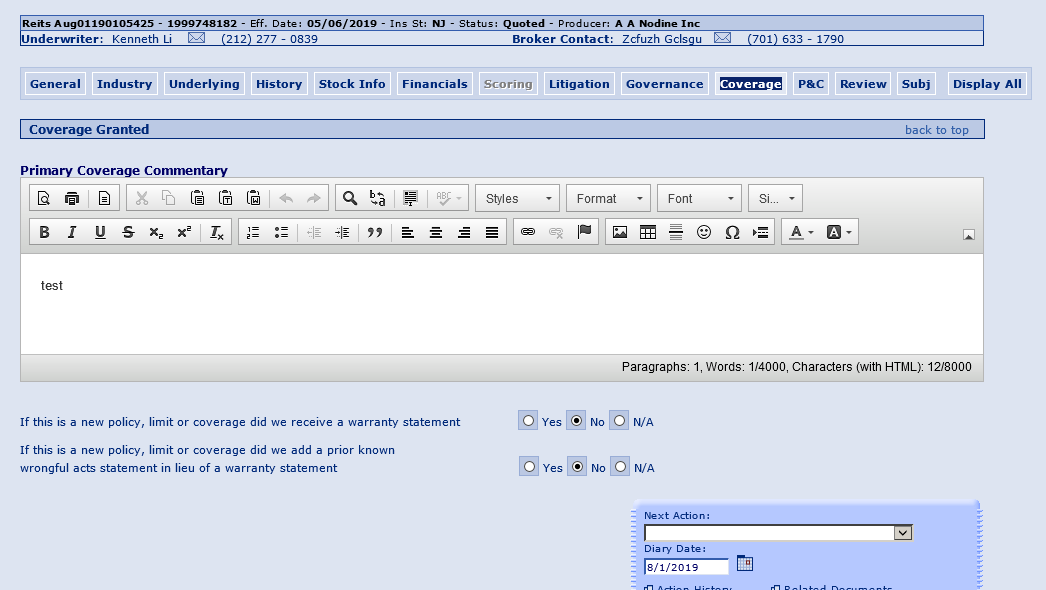 Reits Aug01190105425 - 1999748182 - Eff. Date: 05/06/2019 - Ins St: NJ - Status: Quoted - Producer: A A Nodine Inc
Underwriter: Kenneth Li (212) 277 - 0839 Broker Contact: Zcfuzh Gclsgu (701) 633 - 1790
General Industry Underlying History Stock Info Financials Scoring Litigation Governance Coverage P&C Review Subj Display All
Coverage Granted back to top
Primary Coverage Commentary
Styles Format Font Si...
test
Paragraphs: 1, Words: 1/4000, Characters (with HTML): 12/8000
If this is a new policy, limit or coverage did we receive a warranty statement Yes No N/A
If this is a new policy, limit or coverage did we add a prior known
wrongful acts statement in lieu of a warranty statement Yes No N/A
Next Action:
Diary Date:
8/1/2019
Action History Related Documents